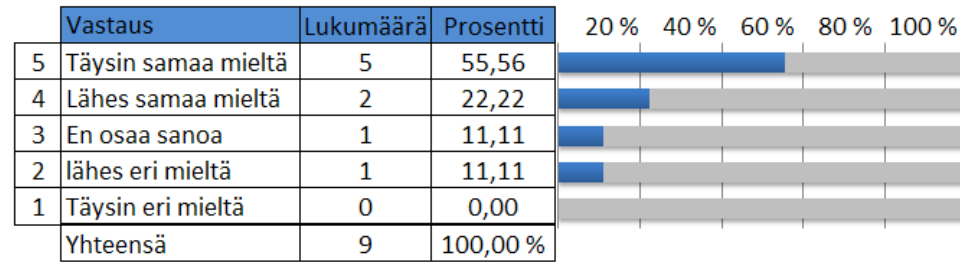 Vastaus Lukumäärä Prosentti 20 % 40 % 60 % 80 % 100 %
5 Täysin samaa mieltä 5 55,56
4 Lähes samaa mieltä 2 22,22
3 En osaa sanoa 1 11,11
2 lähes eri mieltä 1 11,11
1 Täysin eri mieltä 0 0,00
Yhteensä 9 100,00 %